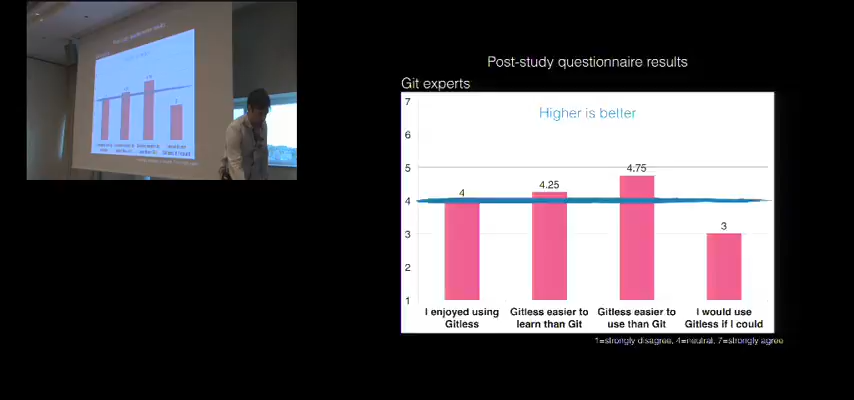 Post-study questionnaire results
Git experts
Higher is better
7
6
5
4
3
2
1
4
4.25
4.75
3
I enjoyed using Gitless
Gitless easier to learn than Git
Gitless easier to use than Git
I would use Gitless if I could
1=strongly disagree, 4=neutral, 7=strongly agree